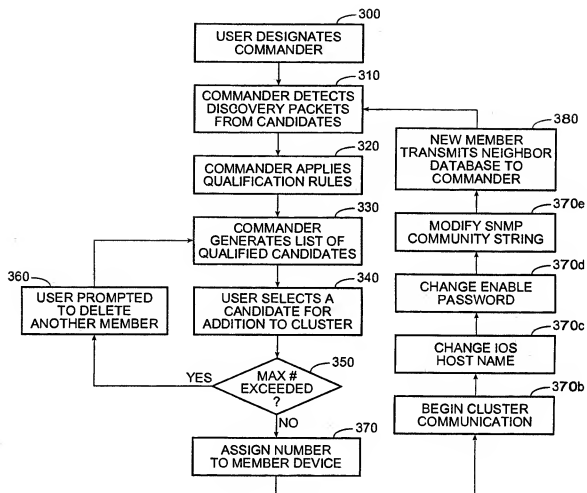 300
USER DESIGNATES
COMMANDER
310
COMMANDER DETECTS
DISCOVERY PACKETS
FROM CANDIDATES
320
COMMANDER APPLIES
QUALIFICATION RULES
330
COMMANDER
GENERATES LIST OF
QUALIFIED CANDIDATES
340
USER SELECTS A
CANDIDATE FOR
ADDITION TO CLUSTER
350
MAX #
EXCEEDED
?
YES
NO
360
USER PROMPTED
TO DELETE
ANOTHER MEMBER
370
ASSIGN NUMBER
TO MEMBER DEVICE
370b
BEGIN CLUSTER
COMMUNICATION
370c
CHANGE IOS
HOST NAME
370d
CHANGE ENABLE
PASSWORD
370e
MODIFY SNMP
COMMUNITY STRING
380
NEW MEMBER
TRANSMITS NEIGHBOR
DATABASE TO
COMMANDER